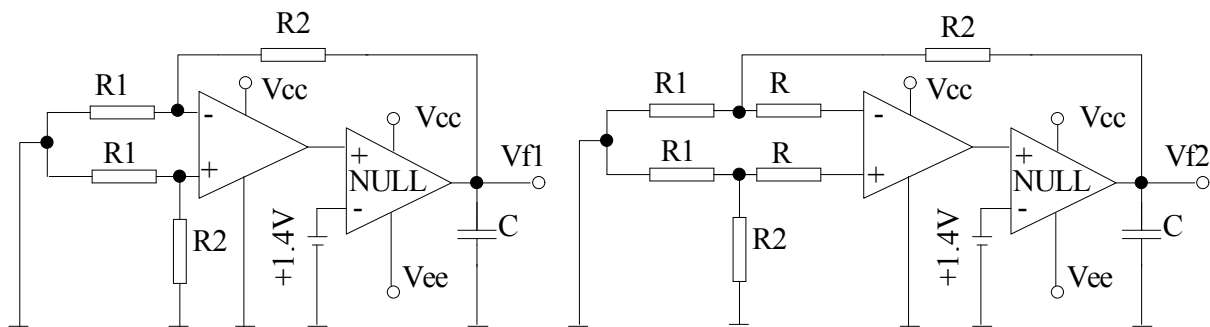 R2
Vcc
R1
-
Vcc
R1
+
+
NULL
-
Vf1
R2
+1.4V
C
Vee
R2
Vcc
R1
R
-
Vcc
R1
R
+
+
NULL
-
Vf2
R2
+1.4V
C
Vee